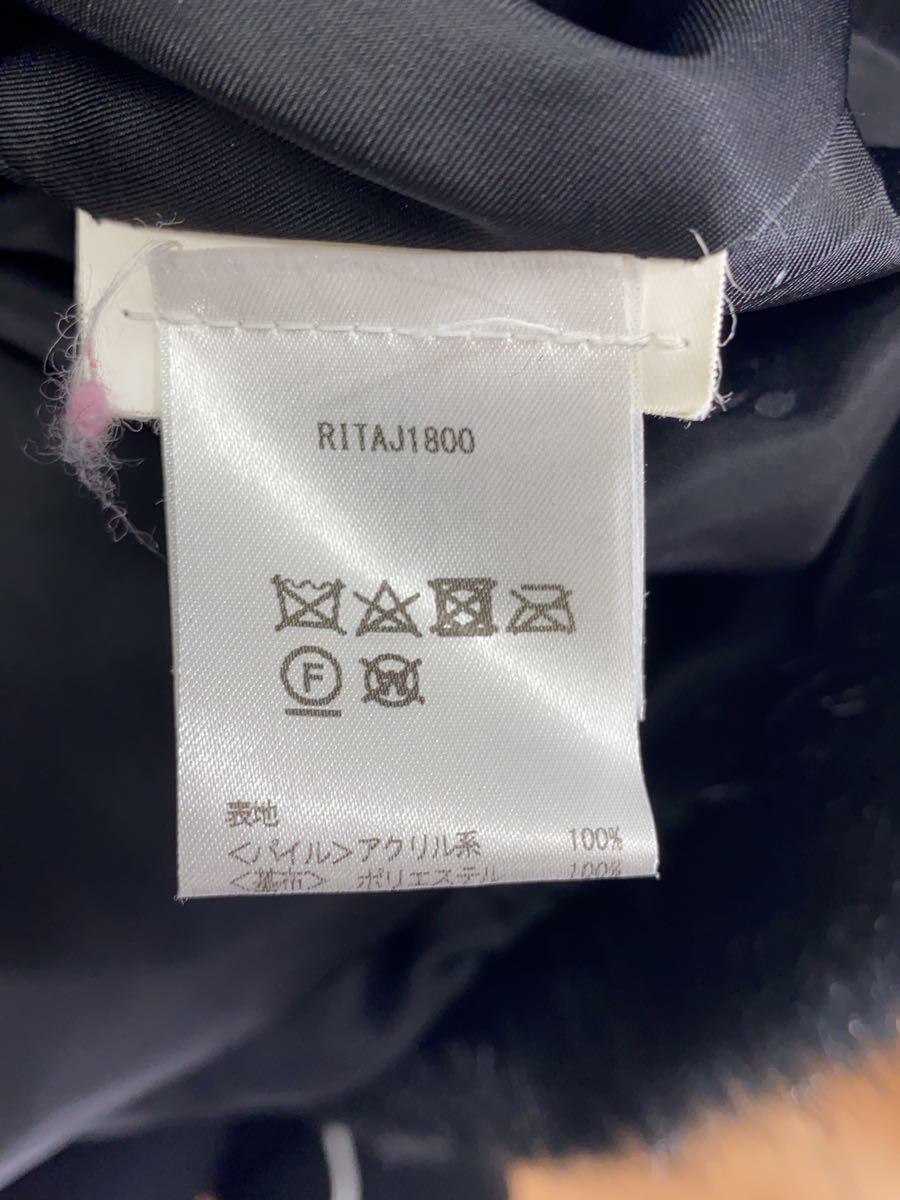 RITAJ1800
F
W
表地
<パイル>アクリル系 100%
<基布> ポリエステル 100%